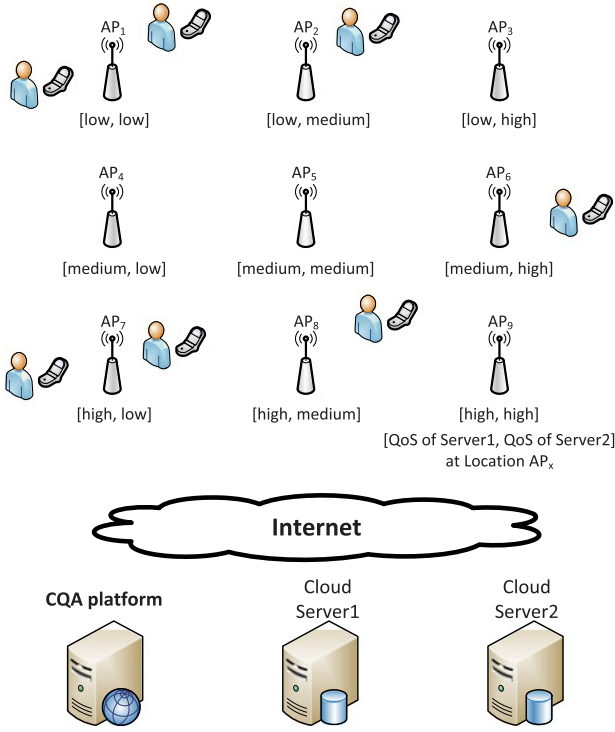 AP₁ AP₂ AP₃
[low, low] [low, medium] [low, high]
AP₄ AP₅ AP₆
[medium, low] [medium, medium] [medium, high]
AP₇ AP₈ AP₉
[high, low] [high, medium] [high, high]
[QoS of Server1, QoS of Server2]
at Location APₓ
Internet
CQA platform
Cloud
Server1
Cloud
Server2